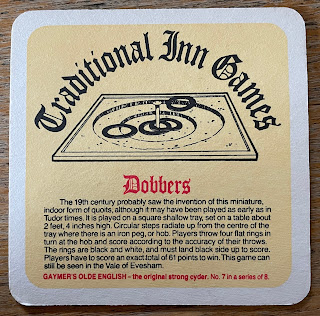 Traditional Inn Games
Dobbers
The 19th century probably saw the invention of this miniature,
indoor form of quoits, although it may have been played as early as in
Tudor times. It is played on a square shallow tray, set on a table about
2 feet, 4 inches high. Circular steps radiate up from the centre of the
tray where there is an iron peg, or hob. Players throw four flat rings in
turn at the hob and score according to the accuracy of their throws.
The rings are black and white, and must land black side up to score.
Players have to score an exact total of 61 points to win. This game can
still be seen in the Vale of Evesham.
GAYMER'S OLDE ENGLISH – the original strong cyder. No. 7 in a series of 8.